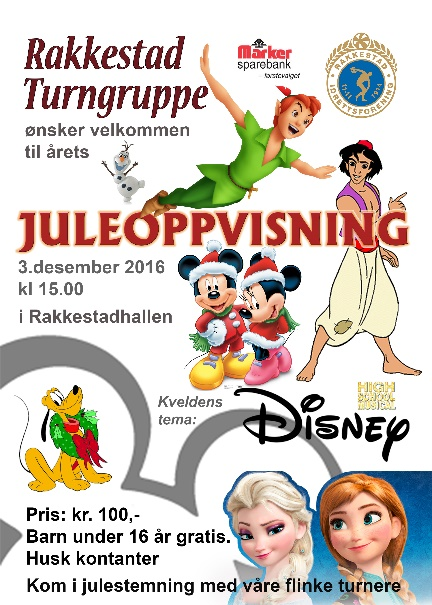 Rakkestad
Turngruppe
Marker
sparebank
- førstevalget
RAKKESTAD
IDRETTSFORENING
ønsker velkommen
til årets
JULEOPPVISNING
3.desember 2016
kl 15.00
i Rakkestadhallen
Kveldens
tema:
HIGH
SCHOOL
MUSICAL
DISNEY
Pris: kr. 100,-
Barn under 16 år gratis.
Husk kontanter
Kom i julestemning med våre flinke turnere